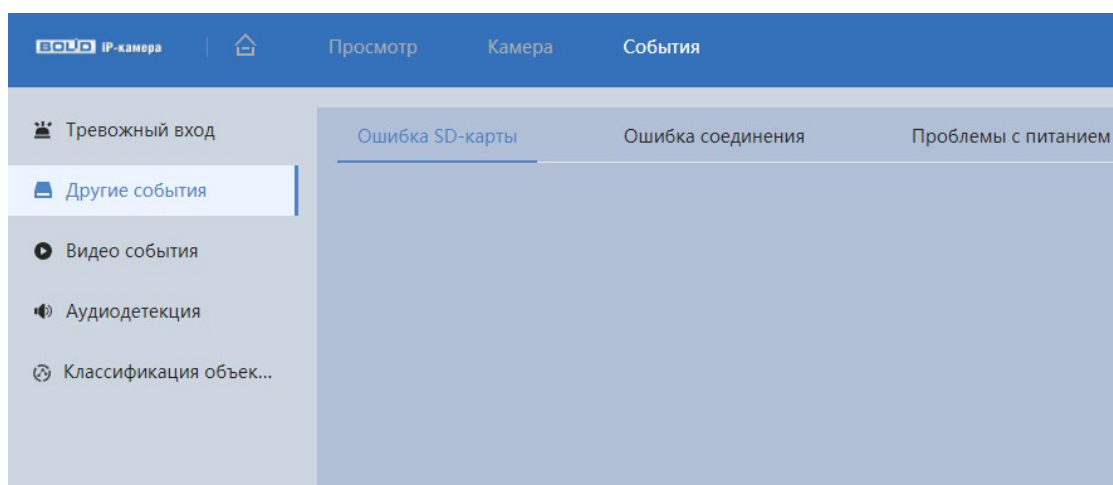 BOLID IP-камера Просмотр Камера События
Тревожный вход
Другие события
Видео события
Аудиодетекция
Классификация объек...
Ошибка SD-карты Ошибка соединения Проблемы с питанием